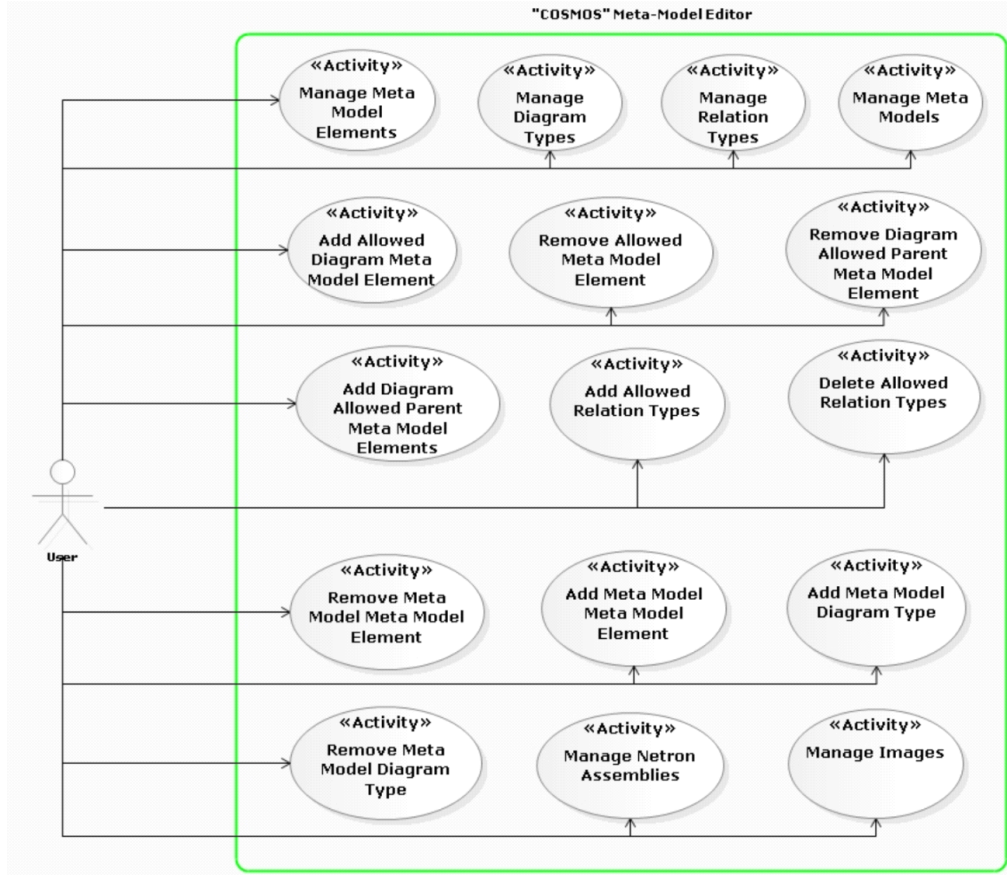 "COSMOS" Meta-Model Editor
«Activity»
Manage Meta
Model
Elements
«Activity»
Manage
Diagram
Types
«Activity»
Manage
Relation
Types
«Activity»
Manage Meta
Models
«Activity»
Add Allowed
Diagram Meta
Model Element
«Activity»
Remove Allowed
Meta Model
Element
«Activity»
Remove Diagram
Allowed Parent
Meta Model
Element
«Activity»
Add Diagram
Allowed Parent
Meta Model
Elements
«Activity»
Add Allowed
Relation Types
«Activity»
Delete Allowed
Relation Types
User
«Activity»
Remove Meta
Model Meta Model
Element
«Activity»
Add Meta Model
Meta Model
Element
«Activity»
Add Meta Model
Diagram Type
«Activity»
Remove Meta
Model Diagram
Type
«Activity»
Manage Netron
Assemblies
«Activity»
Manage Images